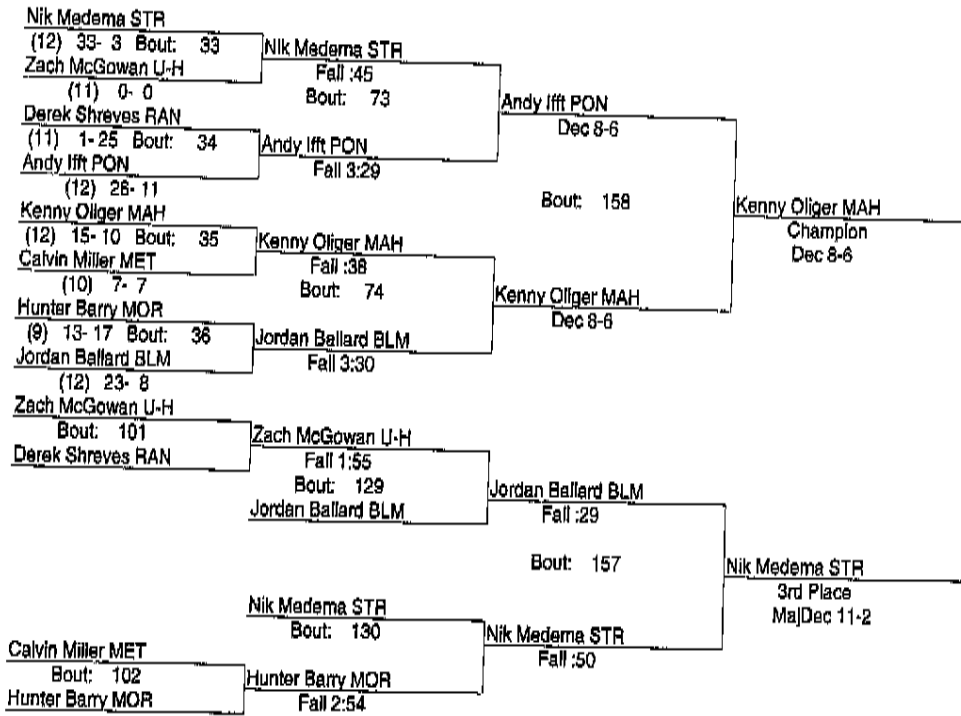 Nik Medema STR
(12) 33- 3 Bout: 33
Zach McGowan U-H
(11) 0- 0
Derek Shreves RAN
(11) 1- 25 Bout: 34
Andy Ifft PON
(12) 26- 11
Kenny Oliger MAH
(12) 15- 10 Bout: 35
Calvin Miller MET
(10) 7- 7
Hunter Barry MOR
(9) 13- 17 Bout: 36
Jordan Ballard BLM
(12) 23- 8
Nik Medema STR
Fall :45
Bout: 73
Andy Ifft PON
Fall 3:29
Kenny Oliger MAH
Fall :38
Bout: 74
Jordan Ballard BLM
Fall 3:30
Andy Ifft PON
Dec 8-6
Bout: 158
Kenny Oliger MAH
Dec 8-6
Kenny Oliger MAH
Champion
Dec 8-6
Zach McGowan U-H
Bout: 101
Derek Shreves RAN
Zach McGowan U-H
Fall 1:55
Bout: 129
Jordan Ballard BLM
Jordan Ballard BLM
Fall :29
Bout: 157
Nik Medema STR
Bout: 130
Calvin Miller MET
Bout: 102
Hunter Barry MOR
Hunter Barry MOR
Fall 2:54
Nik Medema STR
Fall :50
Nik Medema STR
3rd Place
MajDec 11-2